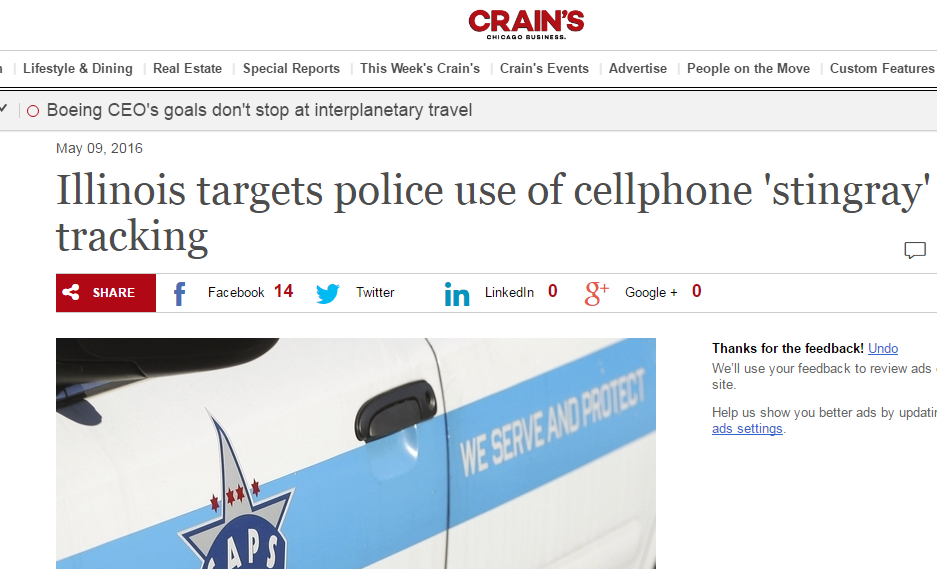 CRAIN'S
CHICAGO BUSINESS.
Lifestyle & Dining Real Estate Special Reports This Week's Crain's Crain's Events Advertise People on the Move Custom Features
Boeing CEO's goals don't stop at interplanetary travel
May 09, 2016
Illinois targets police use of cellphone 'stingray'
tracking
SHARE Facebook 14 Twitter LinkedIn 0 Google + 0
Thanks for the feedback! Undo
We'll use your feedback to review ads
site.
Help us show you better ads by updatin
ads settings.
WE SERVE AND PROTECT
CAPS